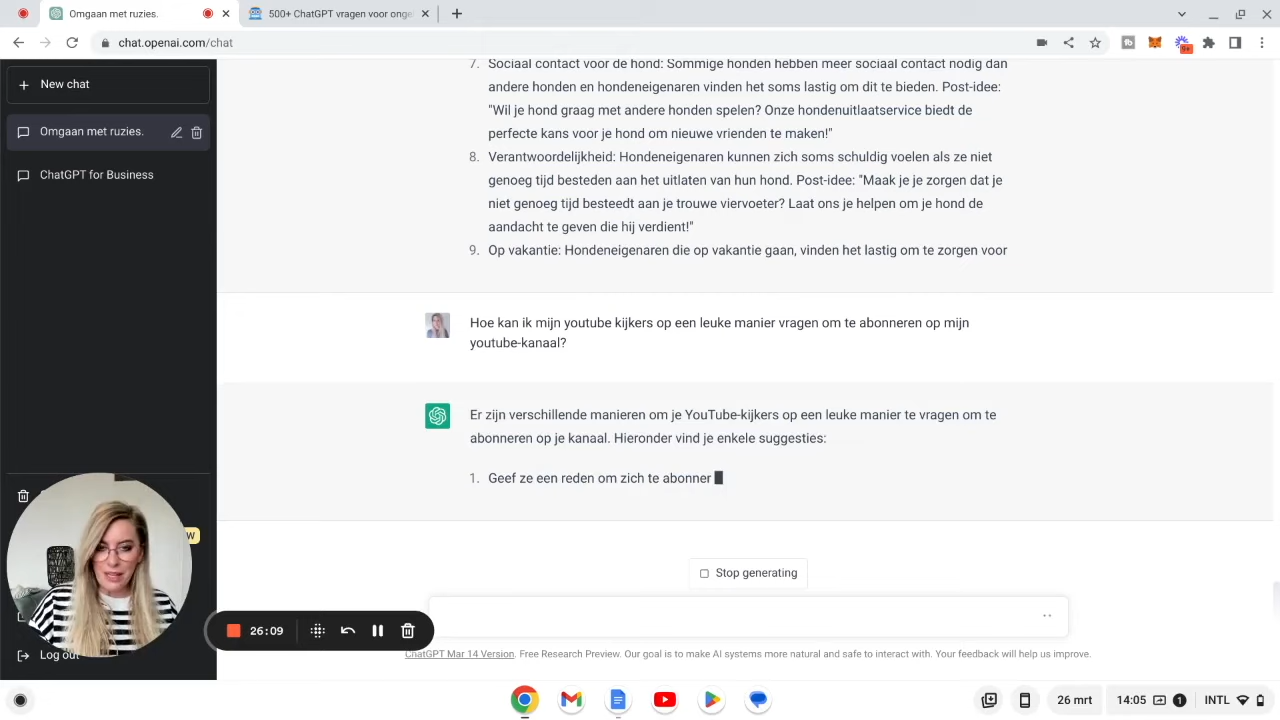 Omgaan met ruzies.
500+ ChatGPT vragen voor onge
chat.openai.com/chat
9+
New chat
Omgaan met ruzies.
ChatGPT for Business
7. Sociaal contact voor de hond: Sommige honden hebben meer sociaal contact nodig dan
andere honden en hondeneigenaren vinden het soms lastig om dit te bieden. Post-idee:
"Wil je hond graag met andere honden spelen? Onze hondenuitlaatservice biedt de
perfecte kans voor je hond om nieuwe vrienden te maken!"
8. Verantwoordelijkheid: Hondeneigenaren kunnen zich soms schuldig voelen als ze niet
genoeg tijd besteden aan het uitlaten van hun hond. Post-idee: "Maak je je zorgen dat je
niet genoeg tijd besteedt aan je trouwe viervoeter? Laat ons je helpen om je hond de
aandacht te geven die hij verdient!"
9. Op vakantie: Hondeneigenaren die op vakantie gaan, vinden het lastig om te zorgen voor
Hoe kan ik mijn youtube kijkers op een leuke manier vragen om te abonneren op mijn
youtube-kanaal?
Er zijn verschillende manieren om je YouTube-kijkers op een leuke manier te vragen om te
abonneren op je kanaal. Hieronder vind je enkele suggesties:
1. Geef ze een reden om zich te abonner
Stop generating
W
26:09
Log out
ChatGPT Mar 14 Version. Free Research Preview. Our goal is to make AI systems more natural and safe to interact with. Your feedback will help us improve.
26 mrt
14:05
1
INTL